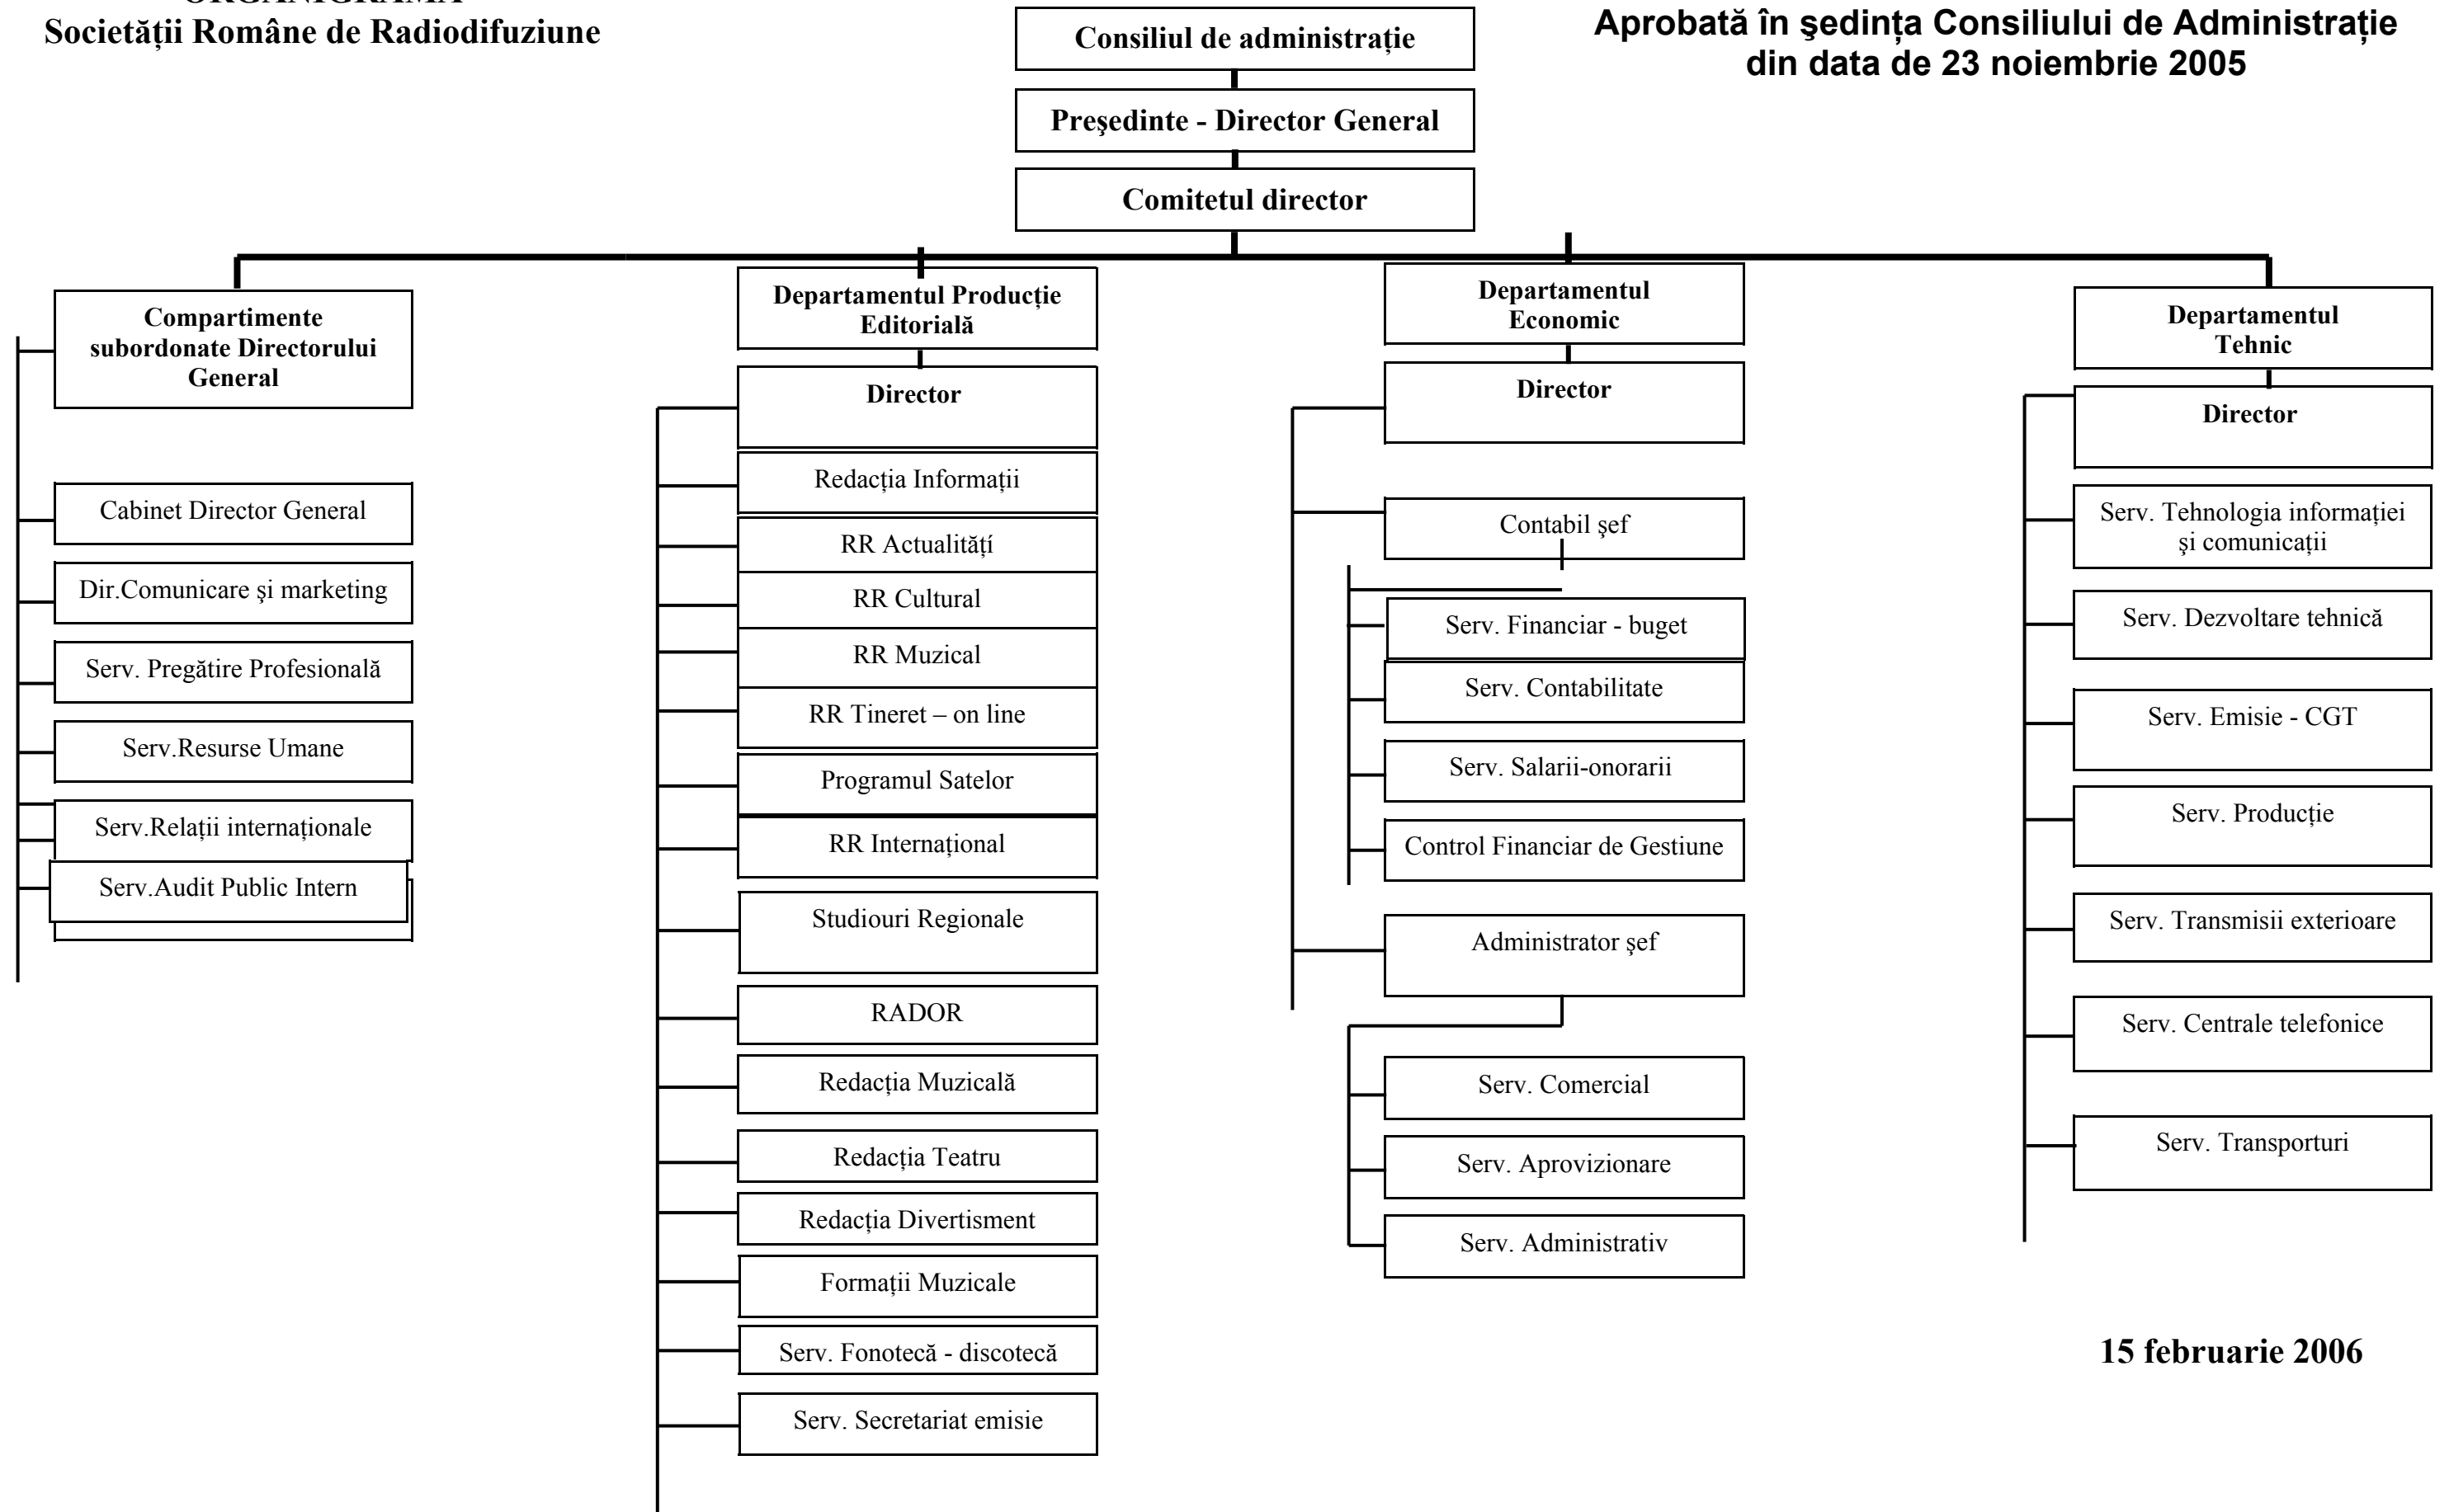 ORGANIGRAMA
Societății Române de Radiodifuziune
Aprobată în şedința Consiliului de Administrație
din data de 23 noiembrie 2005
Consiliul de administrație
Preşedinte - Director General
Comitetul director
Compartimente
subordonate Directorului
General
Cabinet Director General
Dir.Comunicare şi marketing
Serv. Pregătire Profesională
Serv.Resurse Umane
Serv.Relații internaționale
Serv.Audit Public Intern
Departamentul Producție
Editorială
Director
Redacția Informații
RR Actualitățí
RR Cultural
RR Muzical
RR Tineret – on line
Programul Satelor
RR Internațional
Studiouri Regionale
RADOR
Redacția Muzicală
Redacția Teatru
Redacția Divertisment
Formații Muzicale
Serv. Fonotecă - discotecă
Serv. Secretariat emisie
Departamentul
Economic
Director
Contabil şef
Serv. Financiar - buget
Serv. Contabilitate
Serv. Salarii-onorarii
Control Financiar de Gestiune
Administrator şef
Serv. Comercial
Serv. Aprovizionare
Serv. Administrativ
Departamentul
Tehnic
Director
Serv. Tehnologia informației
şi comunicații
Serv. Dezvoltare tehnică
Serv. Emisie - CGT
Serv. Producție
Serv. Transmisii exterioare
Serv. Centrale telefonice
Serv. Transporturi
15 februarie 2006